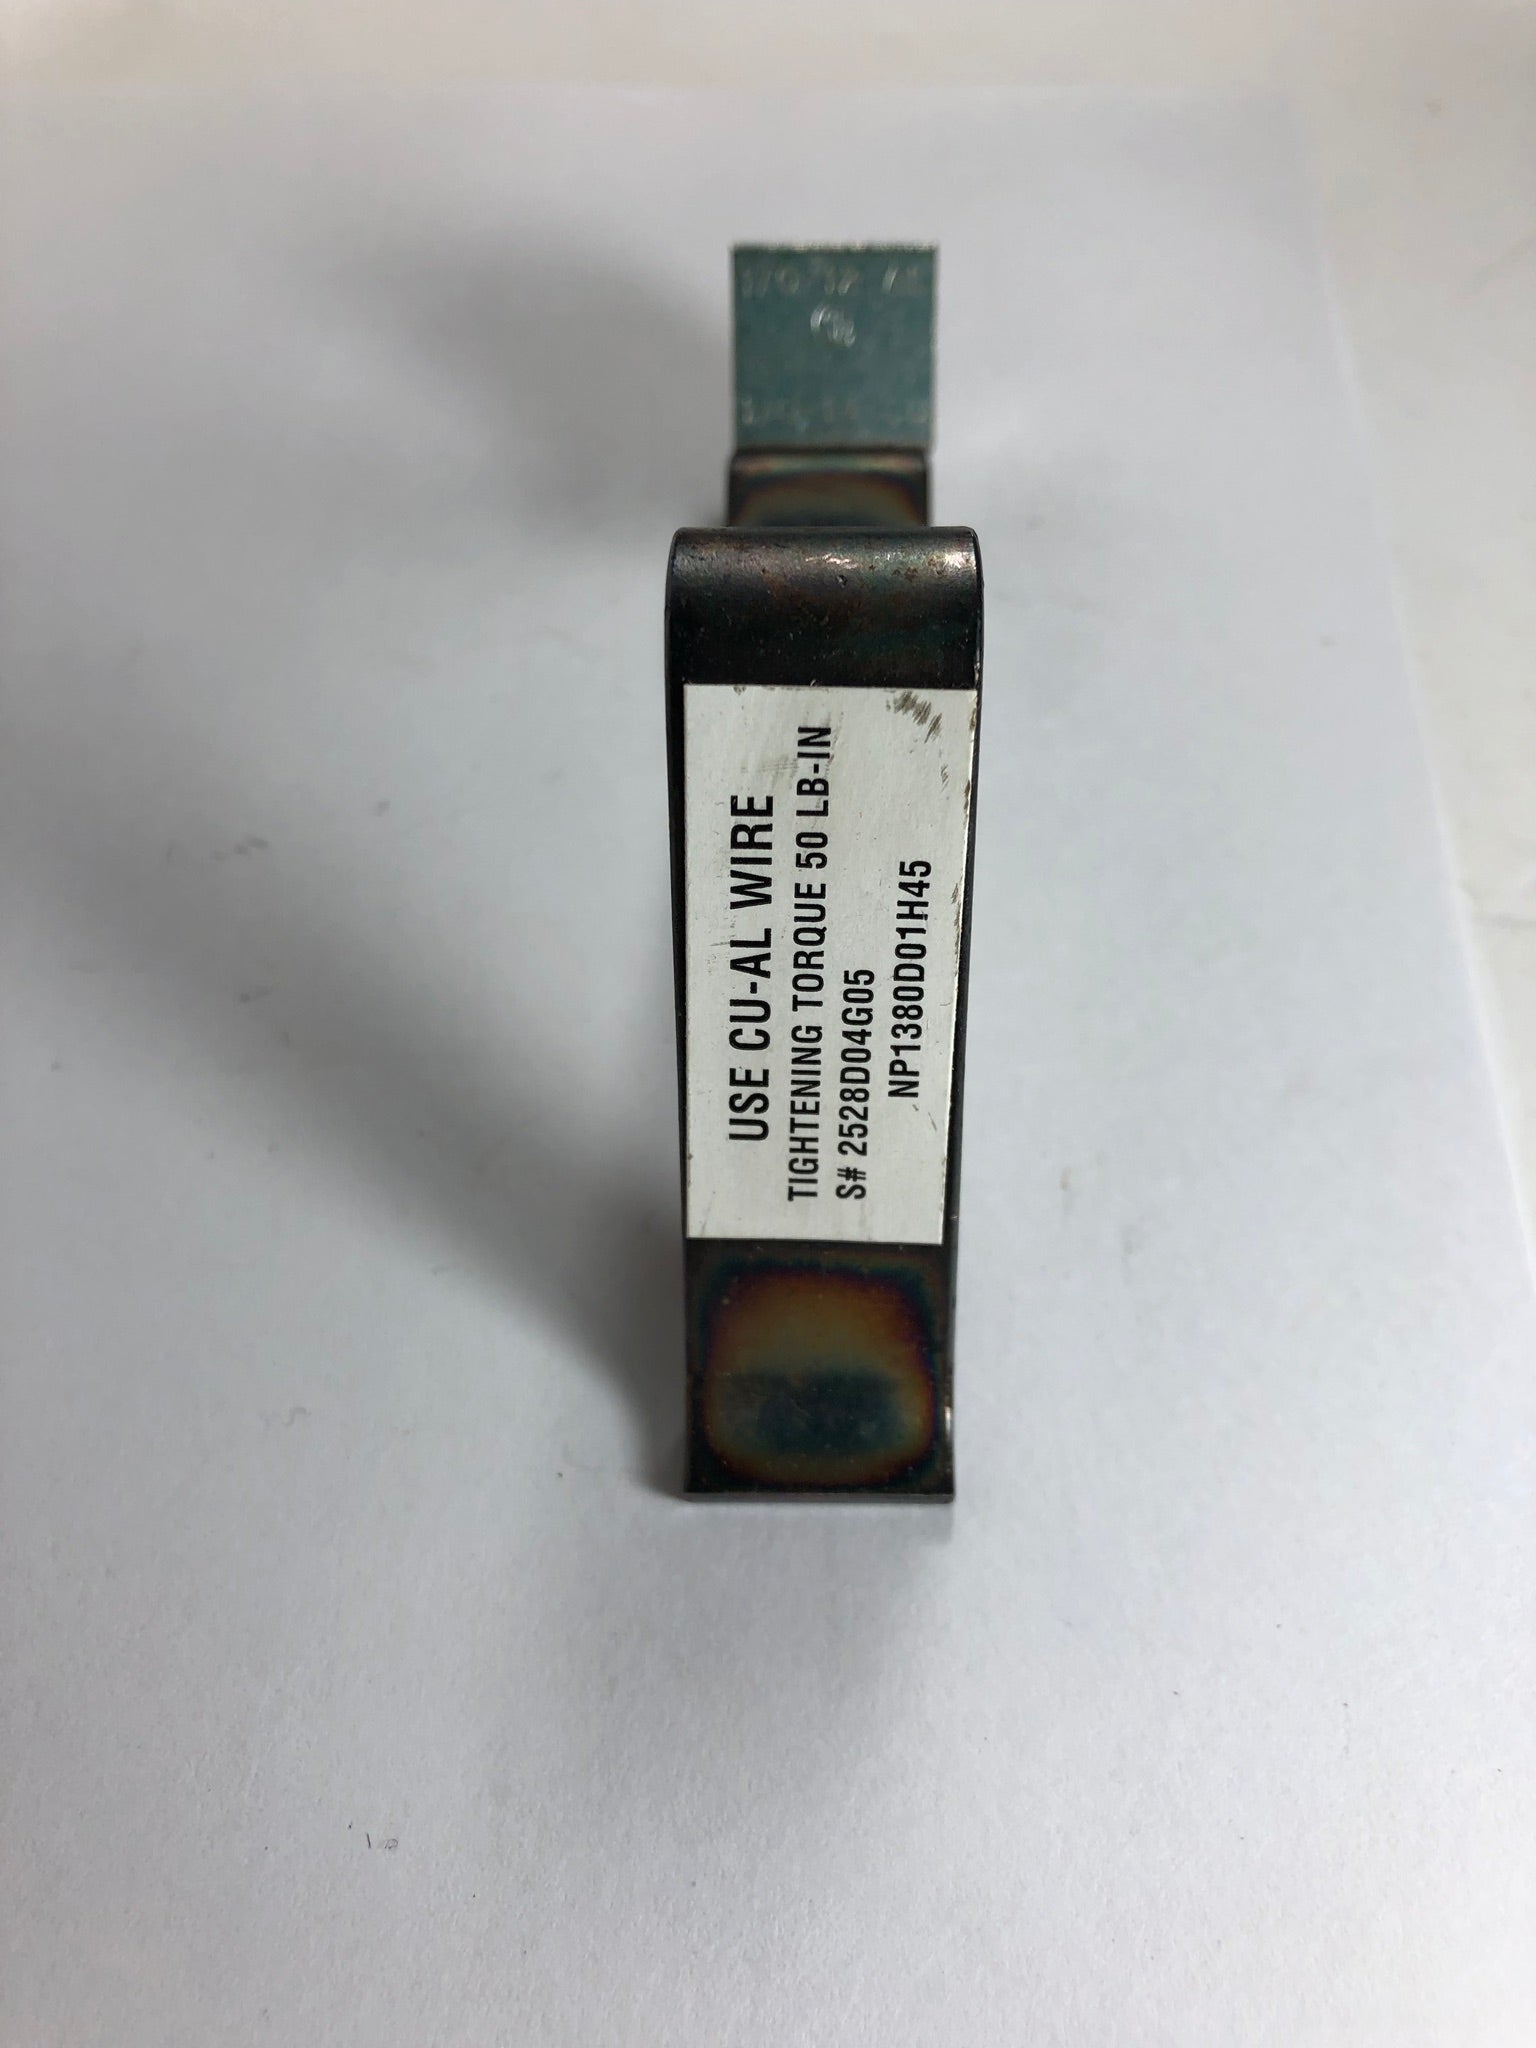 USE CU-AL WIRE
TIGHTENING TORQUE 50 LB-IN
S# 2528D04G05
NP1380D01H45